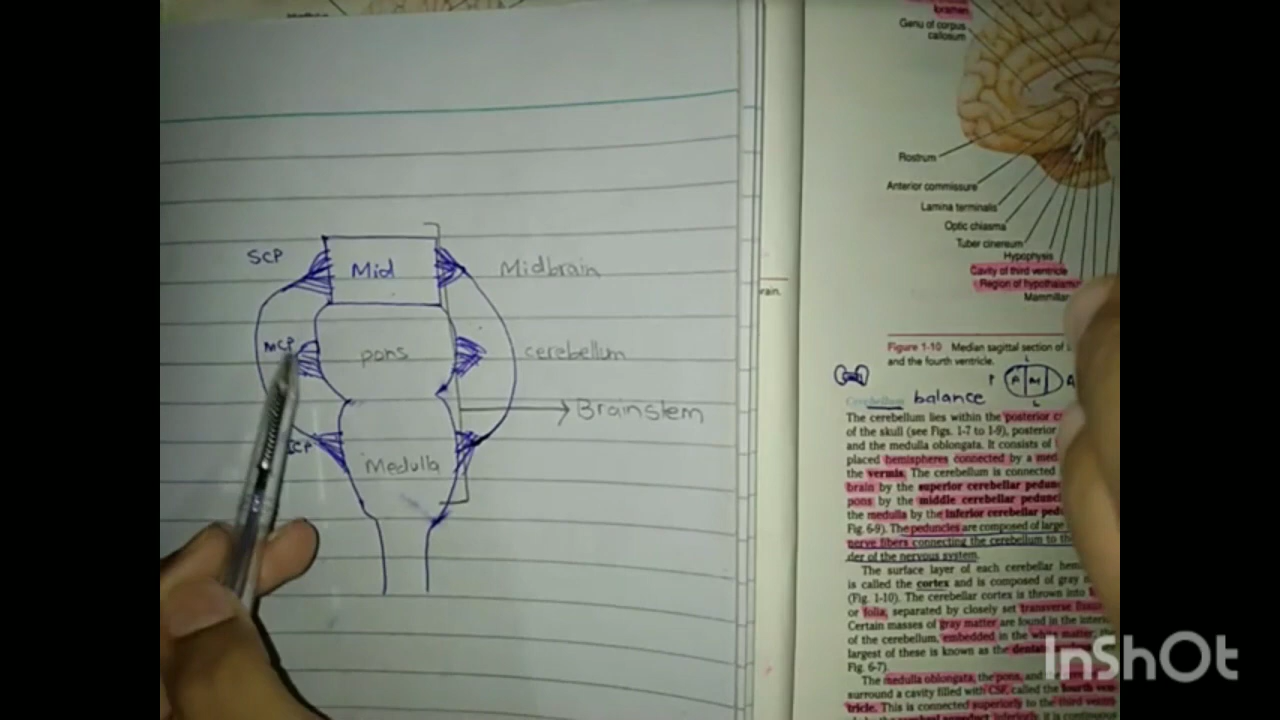 SCP
Mid
Midbrain
MCP
pons
cerebellum
Brainstem
ICP
Medulla
foramen
Genu of corpus
callosum
Rostrum
Anterior commissure
Lamina terminalis
Optic chiasma
Tuber cinereum
Hypophysis
Cavity of third ventricle
Region of hypothalamus
rain.
Figure 1-10 Median sagittal section of
and the fourth ventricle.
L
P A M A
L
Cerebellum balance
The cerebellum lies within the posterior
of the skull (see Figs. 1-7 to 1-9), posterior
and the medulla oblongata. It consists of
placed hemispheres connected by a
the vermis. The cerebellum is connected
brain by the superior cerebellar
pons by the middle cerebellar
the medulla by the inferior cerebellar
Fig. 6-9). The peduncles are composed of large
nerve fibers connecting the cerebellum to the
der of the nervous system.
The surface layer of each cerebellar
is called the cortex and is composed of gray
(Fig. 1-10). The cerebellar cortex is thrown into
or folia, separated by closely set transverse
Certain masses of gray matter are found in the
of the cerebellum, embedded in the white matter; the
largest of these is known as the
Fig. 6-7).
The medulla oblongata, the pons, and
surround a cavity filled with CSF, called the fourth ven-
tricle. This is connected superiorly to the third
InShOt